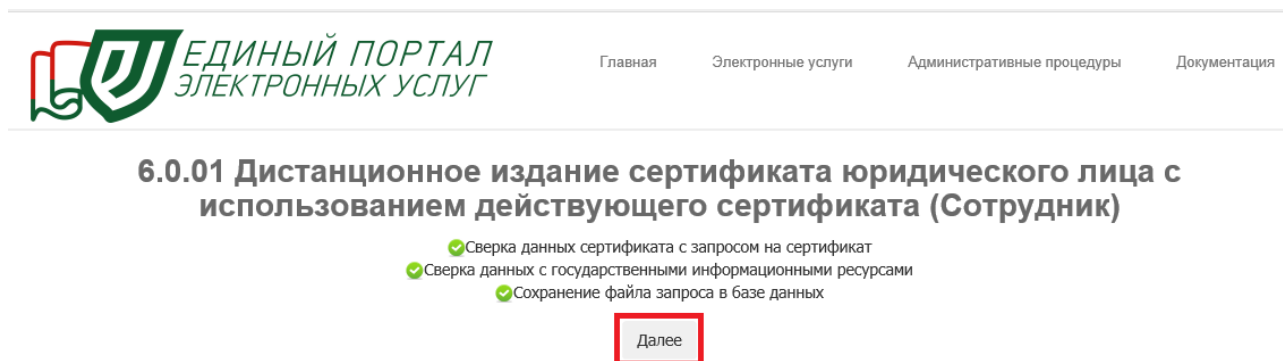 ЕДИНЫЙ ПОРТАЛ
ЭЛЕКТРОННЫХ УСЛУГ
Главная Электронные услуги Административные процедуры Документация
6.0.01 Дистанционное издание сертификата юридического лица с
использованием действующего сертификата (Сотрудник)
Сверка данных сертификата с запросом на сертификат
Сверка данных с государственными информационными ресурсами
Сохранение файла запроса в базе данных
Далее